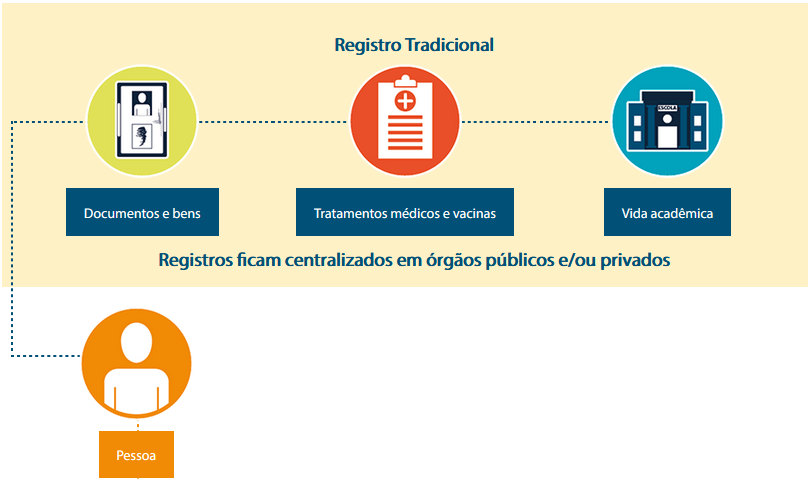 Registro Tradicional
ESCOLA
Documentos e bens
Tratamentos médicos e vacinas
Vida acadêmica
Registros ficam centralizados em órgãos públicos e/ou privados
Pessoa